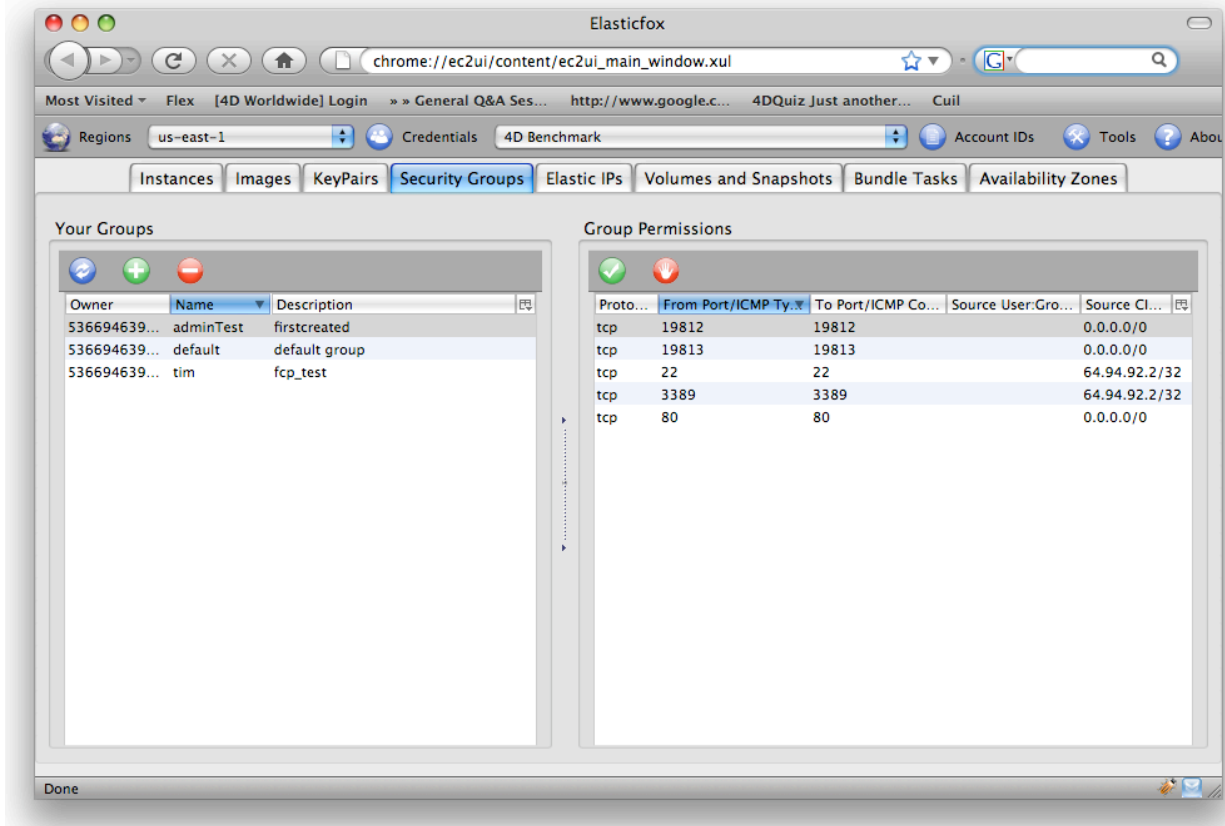 Elasticfox
chrome://ec2ui/content/ec2ui_main_window.xul
G
Most Visited Flex [4D Worldwide] Login » » General Q&A Ses... http://www.google.c... 4DQuiz Just another... Cuil
Regions us-east-1 Credentials 4D Benchmark Account IDs Tools ? Abou
Instances Images KeyPairs Security Groups Elastic IPs Volumes and Snapshots Bundle Tasks Availability Zones
Your Groups
Owner Name Description
536694639... adminTest firstcreated
536694639... default default group
536694639... tim fcp_test
Group Permissions
Proto... From Port/ICMP Ty... To Port/ICMP Co... Source User:Gro... Source CI...
tcp 19812 19812 0.0.0.0/0
tcp 19813 19813 0.0.0.0/0
tcp 22 22 64.94.92.2/32
tcp 3389 3389 64.94.92.2/32
tcp 80 80 0.0.0.0/0
Done